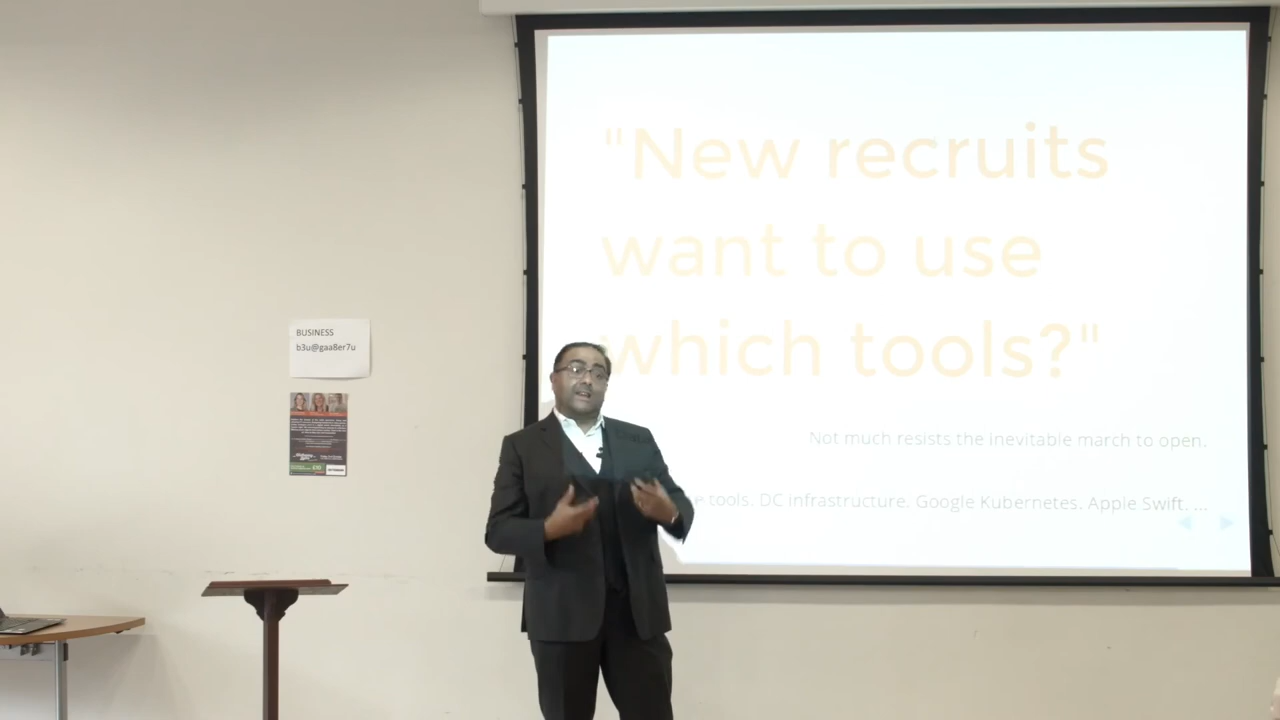 "New recruits
want to use
which tools?"
Not much resists the inevitable march to open.
tools. DC infrastructure. Google Kubernetes. Apple Swift. ...
BUSINESS
b3u@gaa8er7u
£10